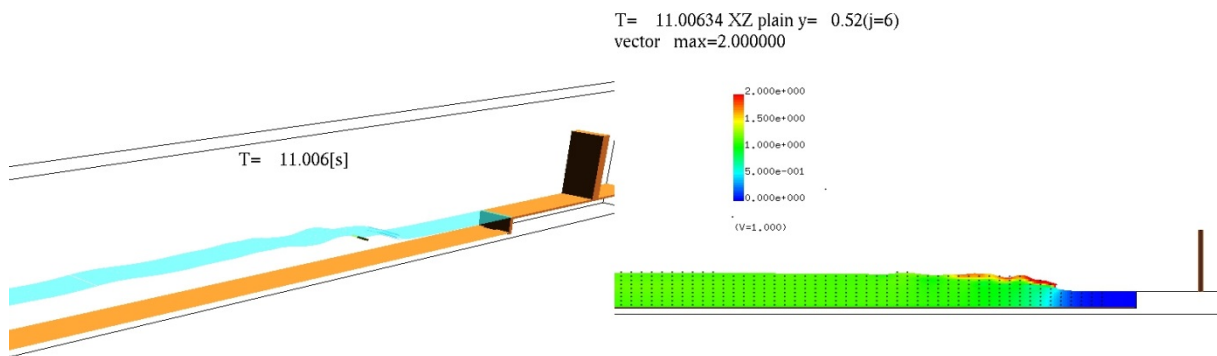 T= 11.006[s]
T= 11.00634 XZ plain y= 0.52(j=6)
vector max=2.000000
2.000e+000
1.500e+000
1.000e+000
5.000e-001
0.000e+000
(V=1.000)